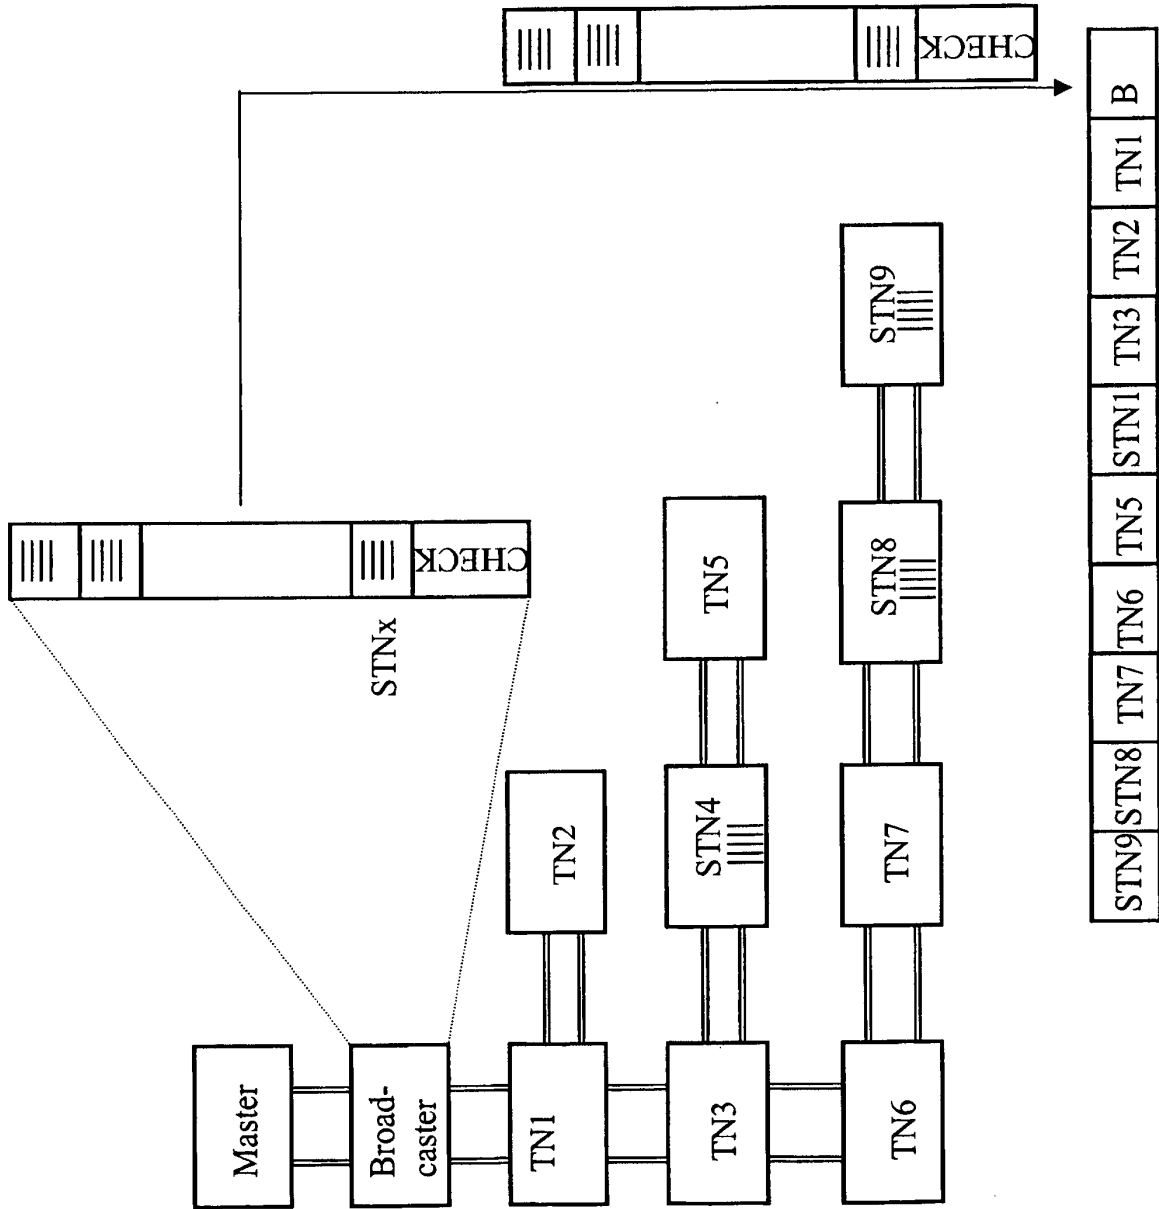 Master
Broad-
caster
STNx
CHECK
TN1
TN2
TN3
STN4
TN5
TN6
TN7
STN8
STN9
CHECK
STN9 STN8 TN7 TN6 TN5 STN1 TN3 TN2 TN1 B